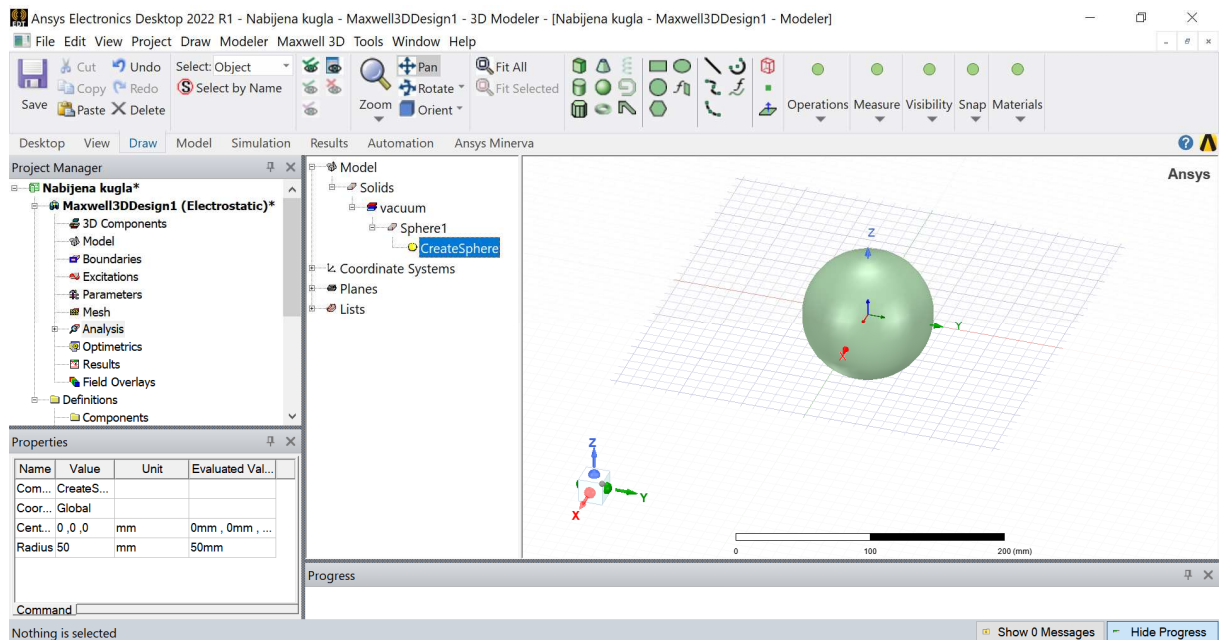 Ansys Electronics Desktop 2022 R1 - Nabijena kugla - Maxwell3DDesign1 - 3D Modeler - [Nabijena kugla - Maxwell3DDesign1 - Modeler]
File Edit View Project Draw Modeler Maxwell 3D Tools Window Help
Save
Cut
Copy
Paste
Undo
Redo
Delete
Select: Object
Select by Name
Zoom
Pan
Rotate
Orient
Fit All
Fit Selected
Operations Measure Visibility Snap Materials
Desktop View Draw Model Simulation Results Automation Ansys Minerva
Project Manager
Nabijena kugla*
Maxwell3DDesign1 (Electrostatic)*
3D Components
Model
Boundaries
Excitations
Parameters
Mesh
Analysis
Optimetrics
Results
Field Overlays
Definitions
Components
Properties
Name Value Unit Evaluated Val...
Com... CreateS...
Coor... Global
Cent... 0 ,0 ,0 mm 0mm , 0mm , ...
Radius 50 mm 50mm
Command
Model
Solids
vacuum
Sphere1
CreateSphere
Coordinate Systems
Planes
Lists
Ansys
Z
Y
X
Z
Y
X
0 100 200 (mm)
Progress
Nothing is selected
Show 0 Messages
Hide Progress